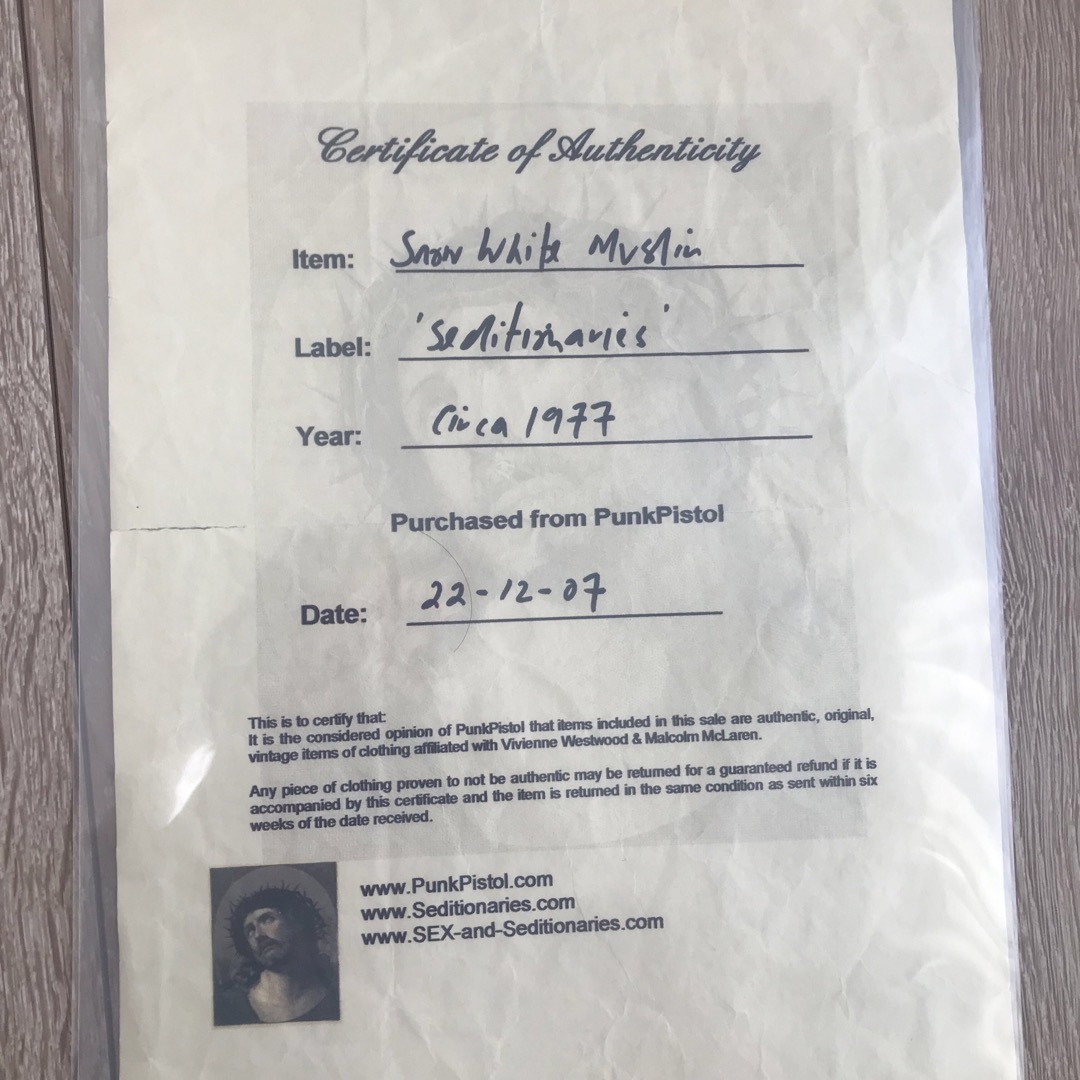 Certificate of Authenticity
Item: Snow White Muslin
Label: 'Seditionaries'
Year: Circa 1977
Purchased from PunkPistol
Date: 22-12-07
This is to certify that:
It is the considered opinion of PunkPistol that items included in this sale are authentic, original,
vintage items of clothing affiliated with Vivienne Westwood & Malcolm McLaren.
Any piece of clothing proven to not be authentic may be returned for a guaranteed refund if it is
accompanied by this certificate and the item is returned in the same condition as sent within six
weeks of the date received.
www.PunkPistol.com
www.Seditionaries.com
www.SEX-and-Seditionaries.com